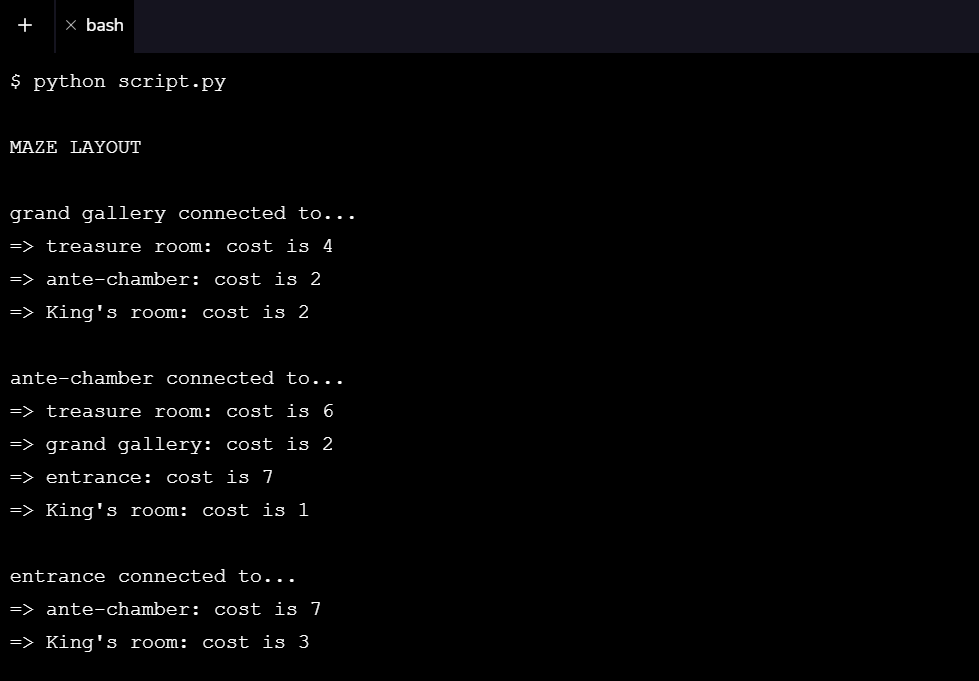 bash
$ python script.py
MAZE LAYOUT
grand gallery connected to...
=> treasure room: cost is 4
=> ante-chamber: cost is 2
=> King's room: cost is 2
ante-chamber connected to...
=> treasure room: cost is 6
=> grand gallery: cost is 2
=> entrance: cost is 7
=> King's room: cost is 1
entrance connected to...
=> ante-chamber: cost is 7
=> King's room: cost is 3